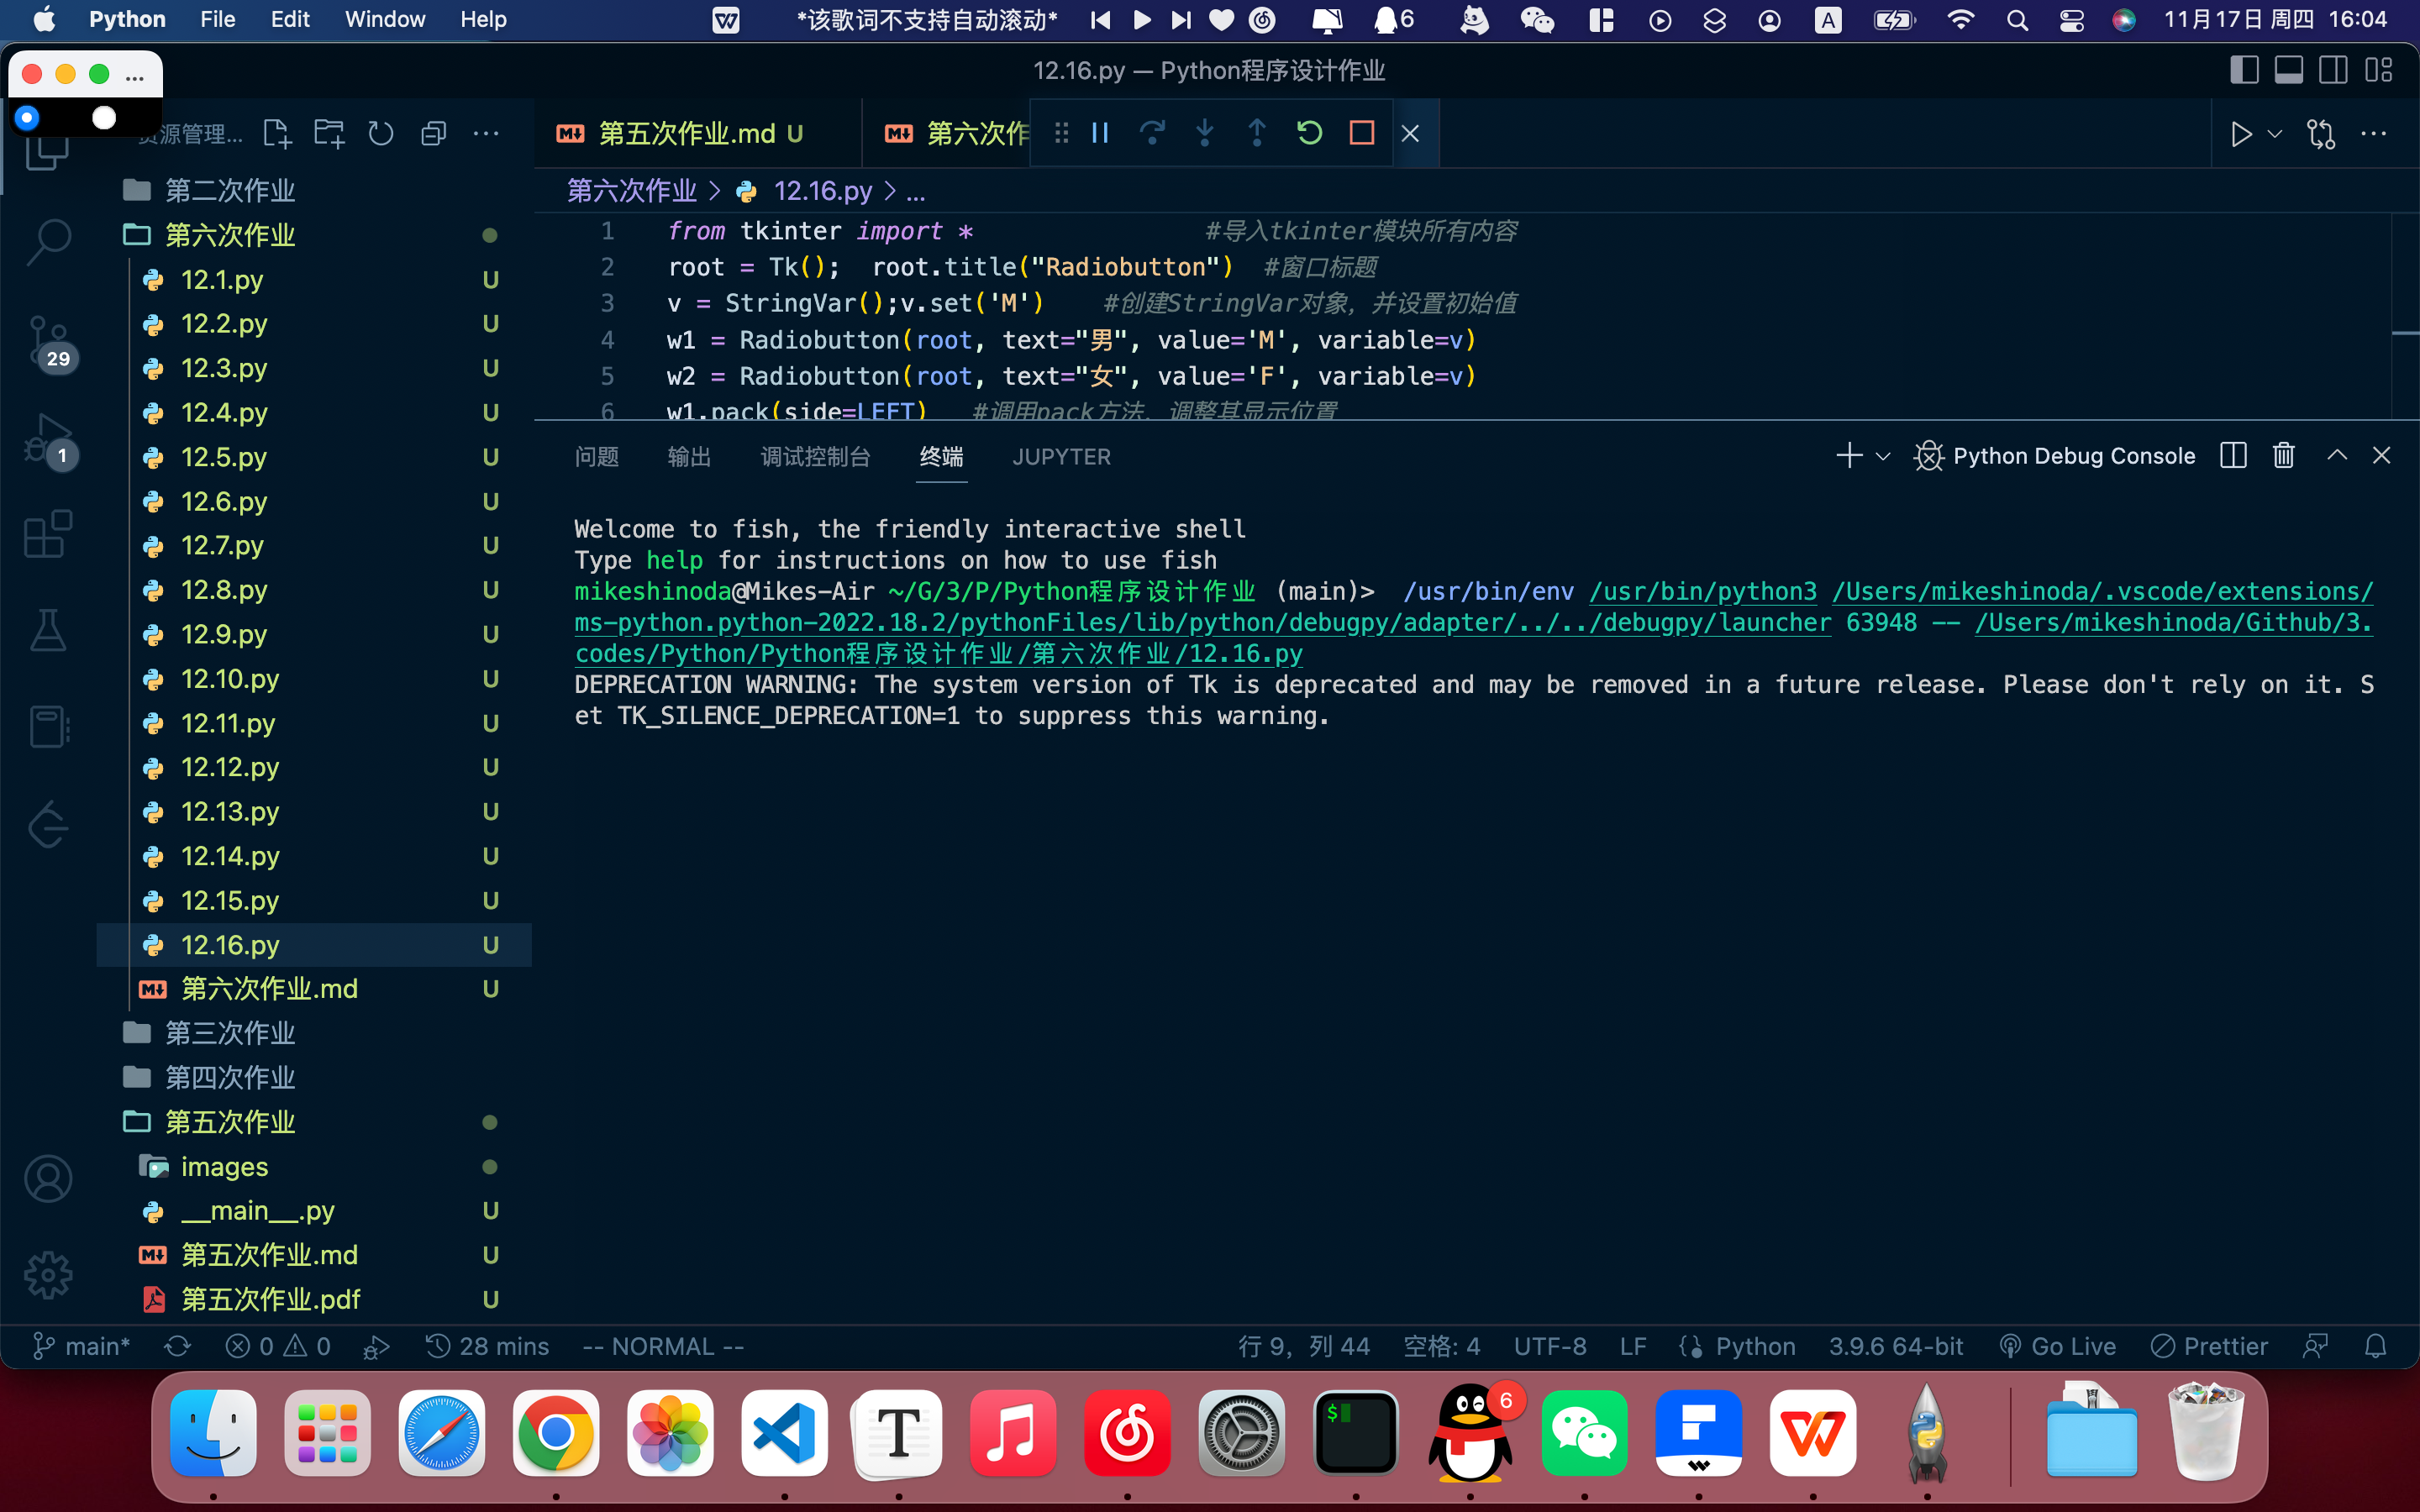 Python File Edit Window Help *该歌词不支持自动滚动* 6 A 11月17日 周四 16:04
...
12.16.py — Python程序设计作业
资源管理...
第五次作业.md U
第六次作
第六次作业 > 12.16.py > ...
第二次作业
第六次作业
12.1.py U
12.2.py U
12.3.py U
12.4.py U
12.5.py U
12.6.py U
12.7.py U
12.8.py U
12.9.py U
12.10.py U
12.11.py U
12.12.py U
12.13.py U
12.14.py U
12.15.py U
12.16.py U
第六次作业.md U
第三次作业
第四次作业
第五次作业
images
__main__.py U
第五次作业.md U
第五次作业.pdf U
29
1
1 from tkinter import * #导入tkinter模块所有内容
2 root = Tk(); root.title("Radiobutton") #窗口标题
3 v = StringVar();v.set('M') #创建StringVar对象，并设置初始值
4 w1 = Radiobutton(root, text="男", value='M', variable=v)
5 w2 = Radiobutton(root, text="女", value='F', variable=v)
6 w1.pack(side=LEFT) #调用pack方法，调整其显示位置
问题 输出 调试控制台 终端 JUPYTER Python Debug Console
Welcome to fish, the friendly interactive shell
Type help for instructions on how to use fish
mikeshinoda@Mikes-Air ~/G/3/P/Python程序设计作业 (main)> /usr/bin/env /usr/bin/python3 /Users/mikeshinoda/.vscode/extensions/
ms-python.python-2022.18.2/pythonFiles/lib/python/debugpy/adapter/../../debugpy/launcher 63948 -- /Users/mikeshinoda/Github/3.
codes/Python/Python程序设计作业/第六次作业/12.16.py
DEPRECATION WARNING: The system version of Tk is deprecated and may be removed in a future release. Please don't rely on it. S
et TK_SILENCE_DEPRECATION=1 to suppress this warning.
main* 0 0 28 mins -- NORMAL -- 行 9，列 44 空格: 4 UTF-8 LF Python 3.9.6 64-bit Go Live Prettier
T
$
6